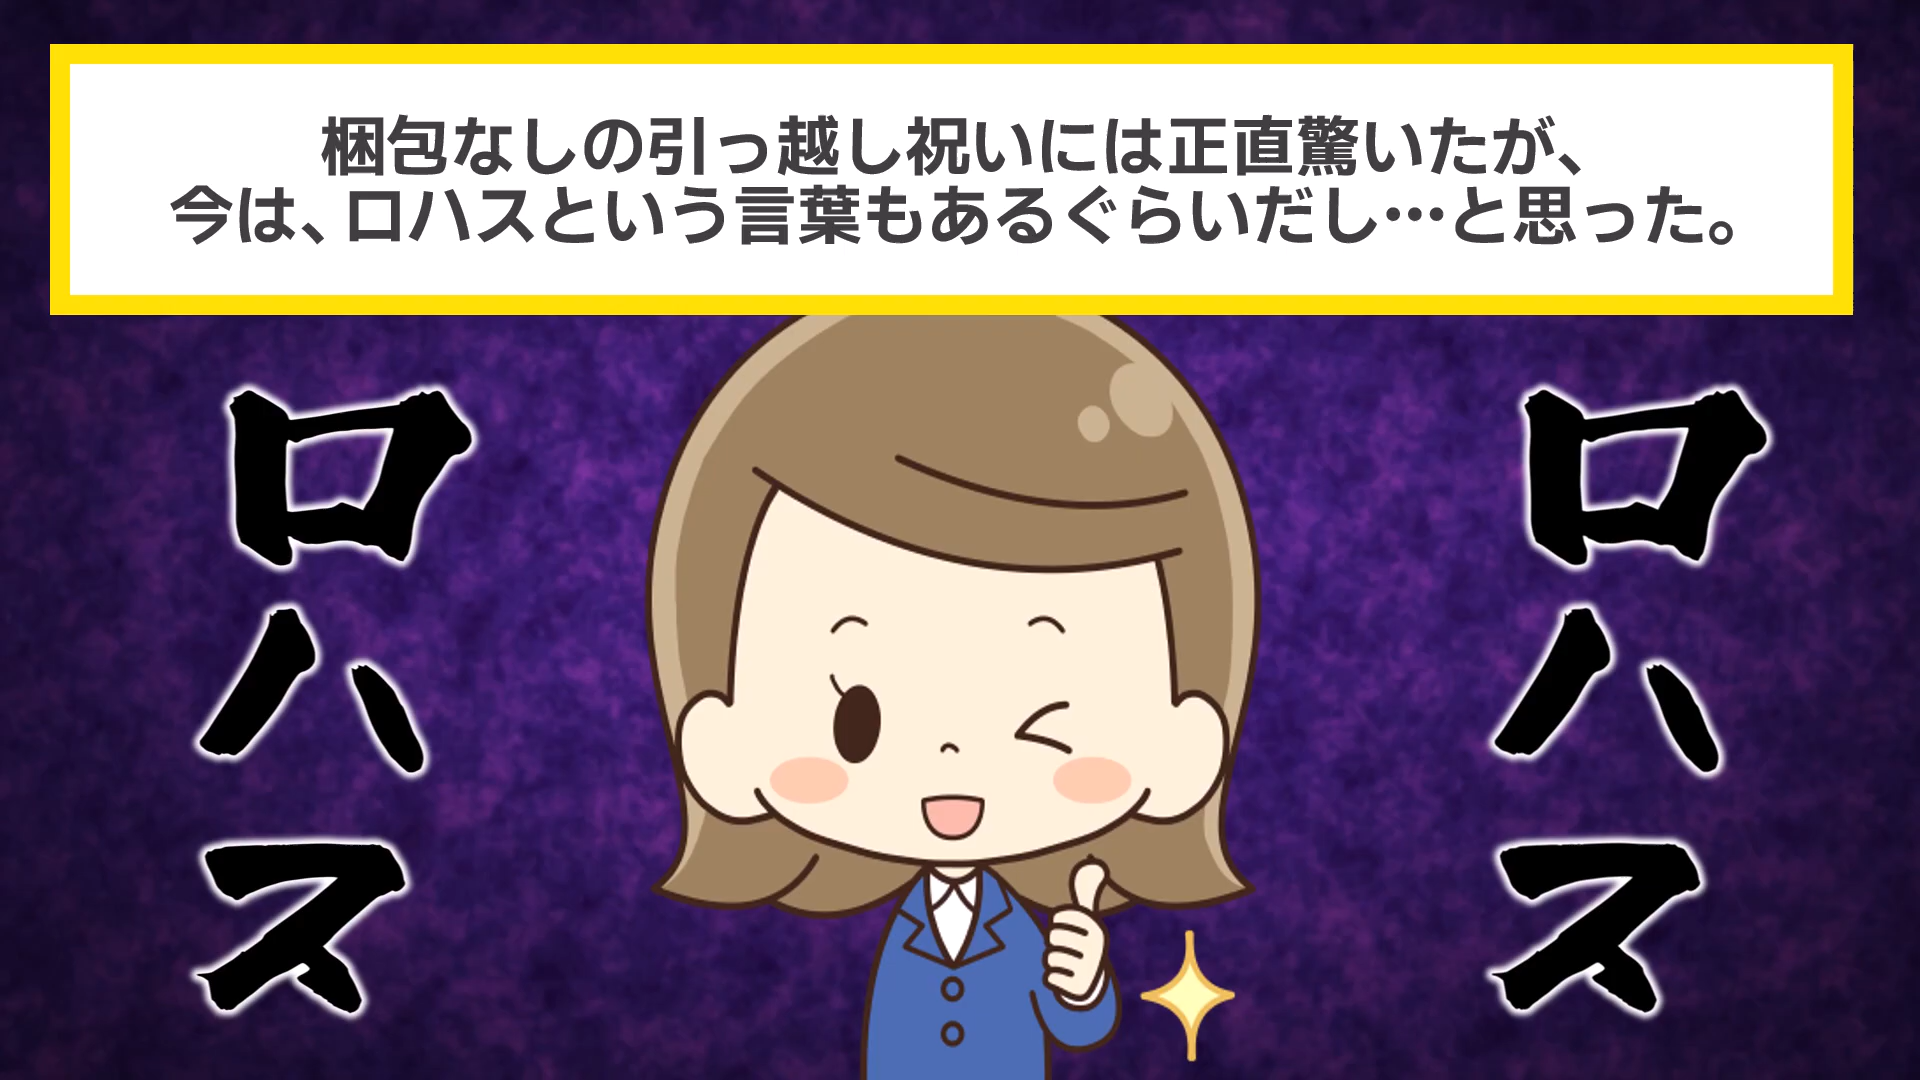 梱包なしの引っ越し祝いには正直驚いたが、
今は、ロハスという言葉もあるぐらいだし…と思った。
ロハス
ロハス